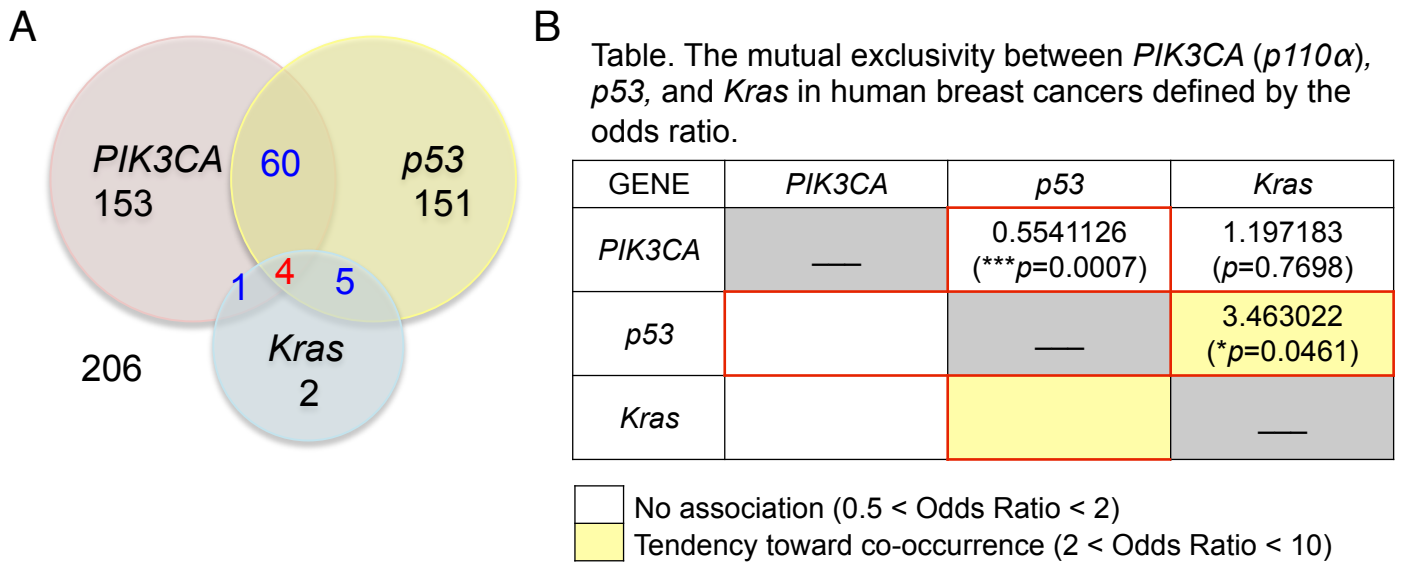 A
PIK3CA
153
60
p53
151
1
4
5
Kras
2
206
B
Table. The mutual exclusivity between PIK3CA (p110α),
p53, and Kras in human breast cancers defined by the
odds ratio.
GENE PIK3CA p53 Kras
PIK3CA — 0.5541126 1.197183
(***p=0.0007) (p=0.7698)
p53 — 3.463022
(*p=0.0461)
Kras —
No association (0.5 < Odds Ratio < 2)
Tendency toward co-occurrence (2 < Odds Ratio < 10)